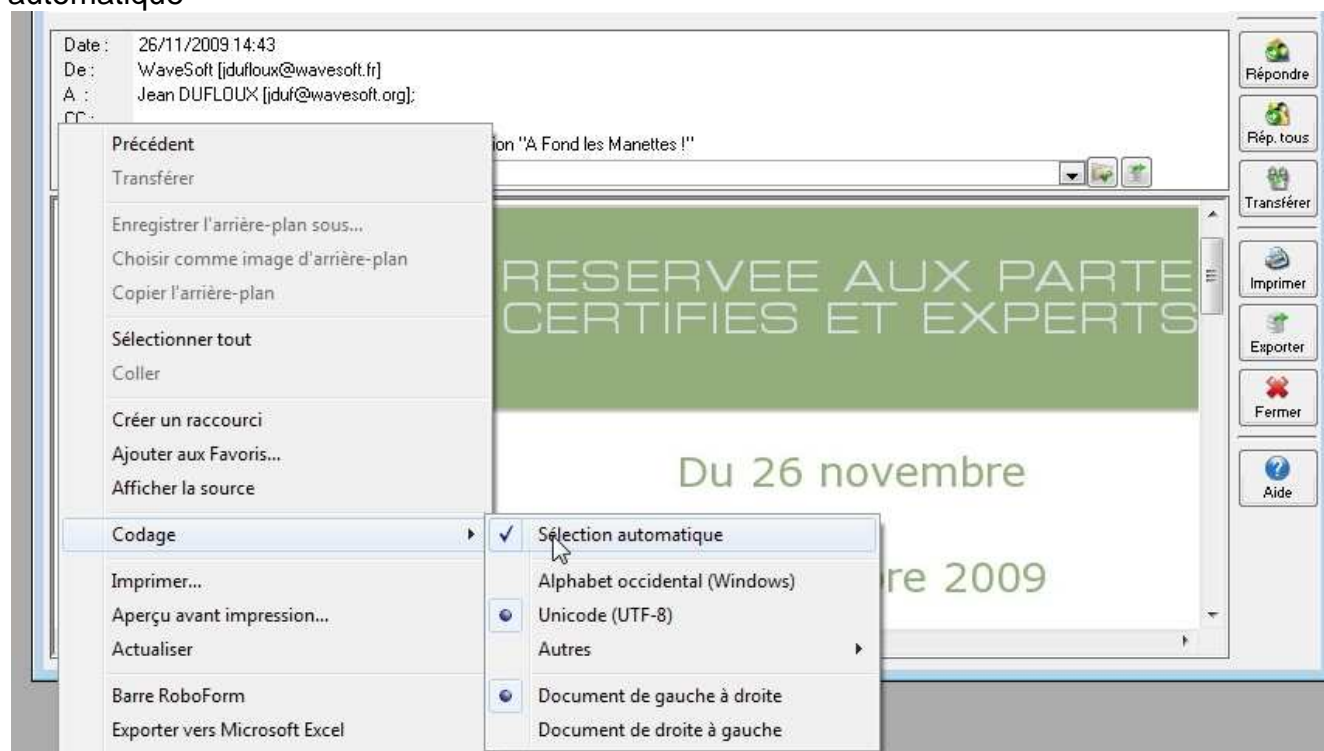 automatique
Date : 26/11/2009 14:43
De : WaveSoft [jdufloux@wavesoft.fr]
A : Jean DUFLOUX [jduf@wavesoft.org];
CC :
ion "A Fond les Manettes !"
Répondre
Rép. tous
Transférer
Imprimer
Exporter
Fermer
Aide
RESERVEE AUX PARTE
CERTIFIES ET EXPERTS
Du 26 novembre
re 2009
Précédent
Transférer
Enregistrer l'arrière-plan sous...
Choisir comme image d'arrière-plan
Copier l'arrière-plan
Sélectionner tout
Coller
Créer un raccourci
Ajouter aux Favoris...
Afficher la source
Codage
Imprimer...
Aperçu avant impression...
Actualiser
Barre RoboForm
Exporter vers Microsoft Excel
Sélection automatique
Alphabet occidental (Windows)
Unicode (UTF-8)
Autres
Document de gauche à droite
Document de droite à gauche